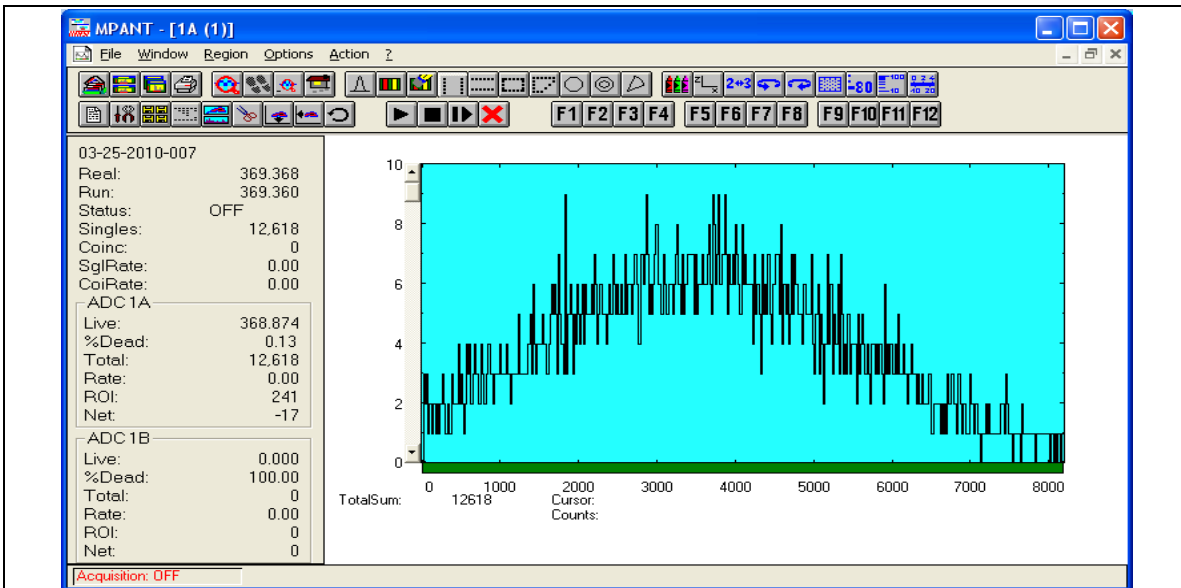 MPANT - [1A (1)]
File Window Region Options Action ?
F1 F2 F3 F4 F5 F6 F7 F8 F9 F10 F11 F12
03-25-2010-007
Real: 369.368
Run: 369.360
Status: OFF
Singles: 12,618
Coinc: 0
SglRate: 0.00
CoiRate: 0.00
ADC1A
Live: 368.874
%Dead: 0.13
Total: 12,618
Rate: 0.00
ROI: 241
Net: -17
ADC1B
Live: 0.000
%Dead: 100.00
Total: 0
Rate: 0.00
ROI: 0
Net: 0
10
8
6
4
2
0
0 1000 2000 3000 4000 5000 6000 7000 8000
TotalSum: 12618 Cursor:
Counts:
Acquisition: OFF